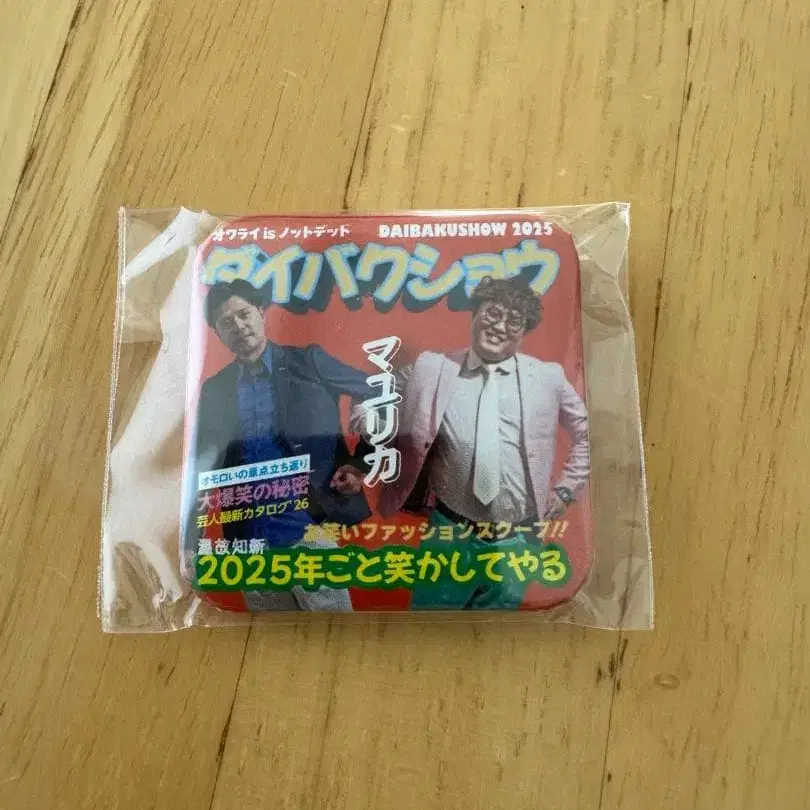 オワライ is ノットデッド
DAIBAKUSHOW 2025
ダイバクショウ
マユリカ
オモロいの原点立ち返り
大爆笑の秘密
芸人最新カタログ'26
お笑いファッションスクープ!!
温故知新
2025年ごと笑かしてやる